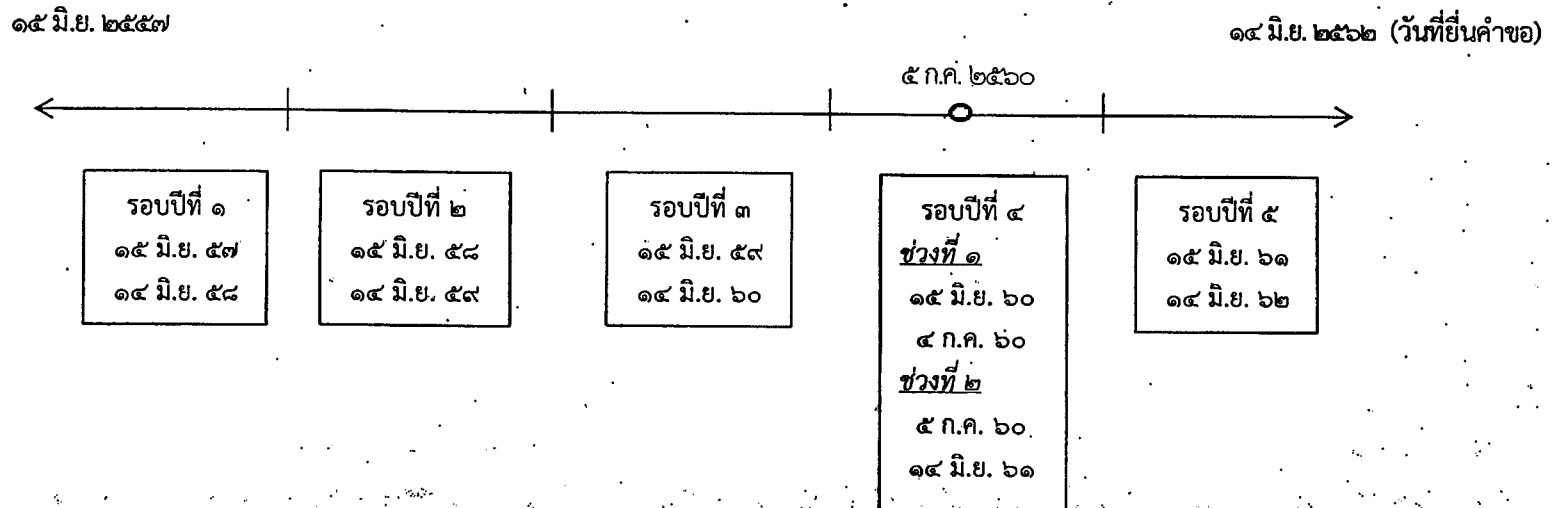 ๑๕ มิ.ย. ๒๕๕๗
๑๔ มิ.ย. ๒๕๖๒ (วันที่ยื่นคำขอ)
๕ ก.ค. ๒๕๖๐
รอบปีที่ ๑
๑๕ มิ.ย. ๕๗
๑๔ มิ.ย. ๕๘
รอบปีที่ ๒
๑๕ มิ.ย. ๕๘
๑๔ มิ.ย. ๕๙
รอบปีที่ ๓
๑๕ มิ.ย. ๕๙
๑๔ มิ.ย. ๖๐
รอบปีที่ ๔
ช่วงที่ ๑
๑๕ มิ.ย. ๖๐
๔ ก.ค. ๖๐
ช่วงที่ ๒
๕ ก.ค. ๖๐
๑๔ มิ.ย. ๖๑
รอบปีที่ ๕
๑๕ มิ.ย. ๖๑
๑๔ มิ.ย. ๖๒